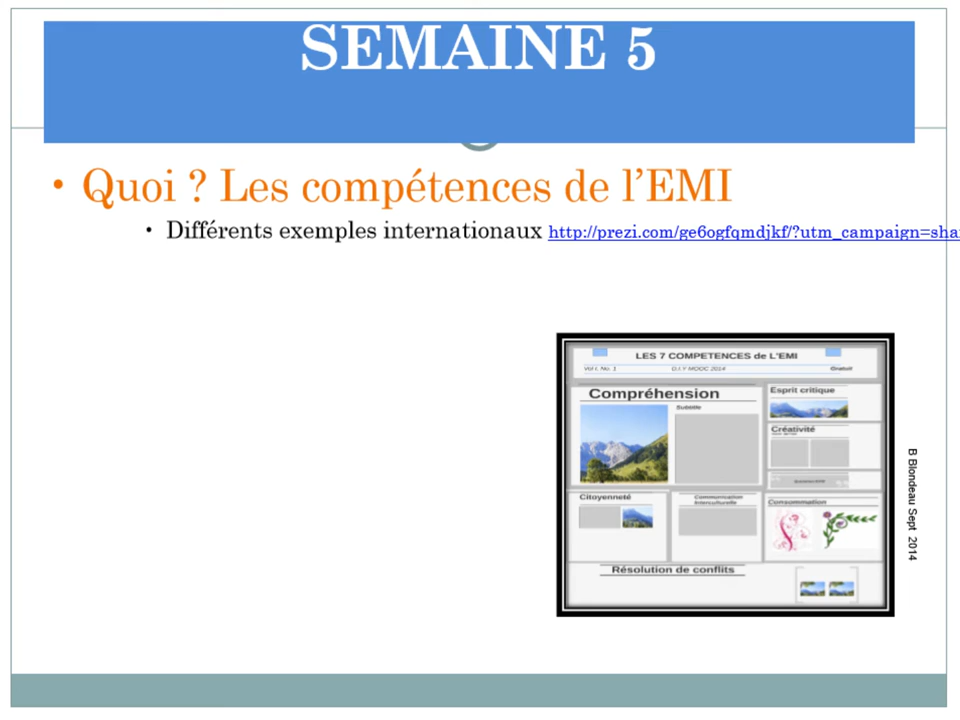 SEMAINE 5
• Quoi ? Les compétences de l’EMI
• Différents exemples internationaux http://prezi.com/ge6ogfqmdjkf/?utm_campaign=sha
LES 7 COMPETENCES de L'EMI
Vol I, No. 1 D.I.Y MOOC 2014 Gratuit
Compréhension
Subtitle
Esprit critique
Créativité
Citoyenneté
Communication
Interculturelle
Consommation
Résolution de conflits
B Blondeau Sept 2014